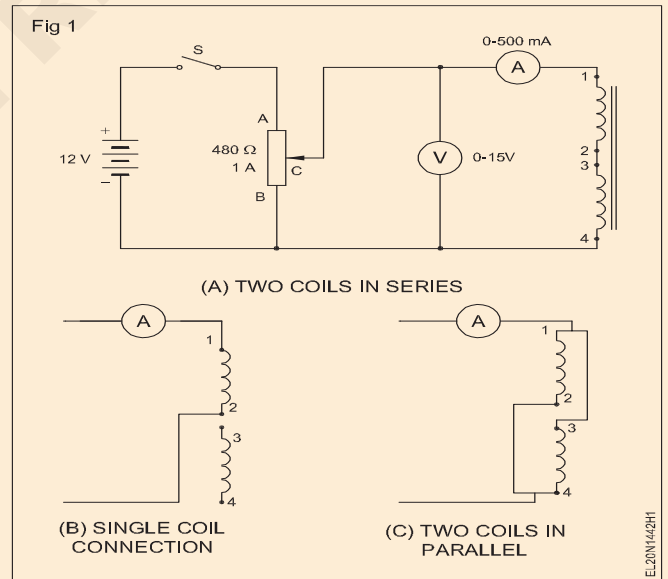 Fig 1
S
0-500 mA
A
1
A
+
12 V
–
480 Ω
1 A
C
B
V
0-15V
2
3
4
(A) TWO COILS IN SERIES
A
1
2
3
4
(B) SINGLE COIL
CONNECTION
A
1
2
3
4
(C) TWO COILS IN
PARALLEL
EL20N1442H1